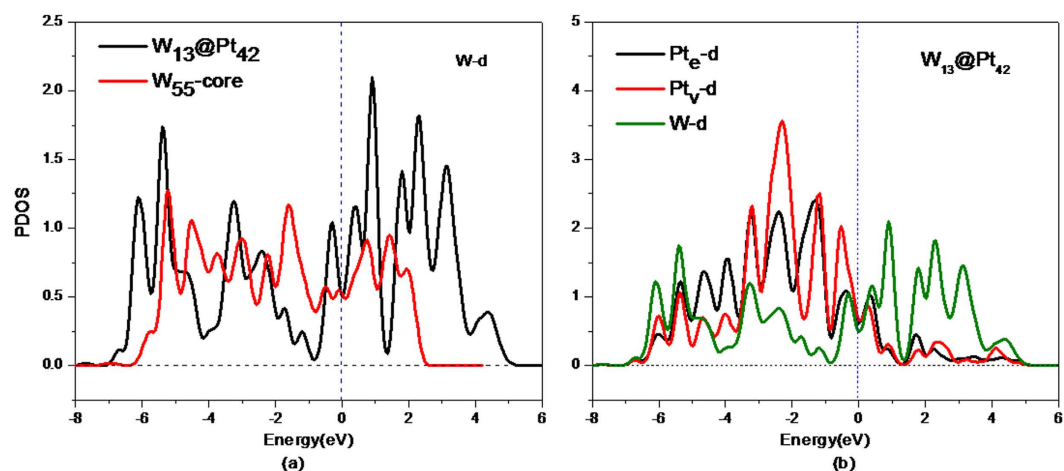 2.5
2.0
1.5
1.0
0.5
0.0
PDOS
W₁₃@Pt₄₂
W₅₅-core
W-d
-8 -6 -4 -2 0 2 4 6
Energy(eV)
(a)
5
4
3
2
1
0
Ptₑ-d
Ptᵥ-d
W-d
W₁₃@Pt₄₂
-8 -6 -4 -2 0 2 4 6
Energy(eV)
(b)